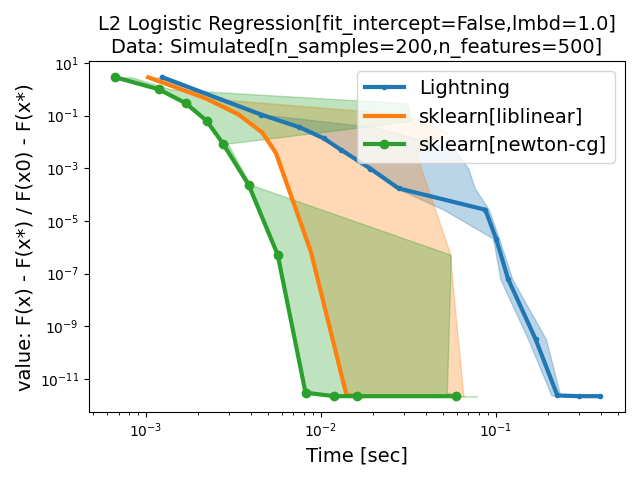 L2 Logistic Regression[fit_intercept=False,lmbd=1.0]
Data: Simulated[n_samples=200,n_features=500]
value: F(x) - F(x*) / F(x0) - F(x*)
10¹
10⁻¹
10⁻³
10⁻⁵
10⁻⁷
10⁻⁹
10⁻¹¹
Lightning
sklearn[liblinear]
sklearn[newton-cg]
10⁻³
10⁻²
10⁻¹
Time [sec]